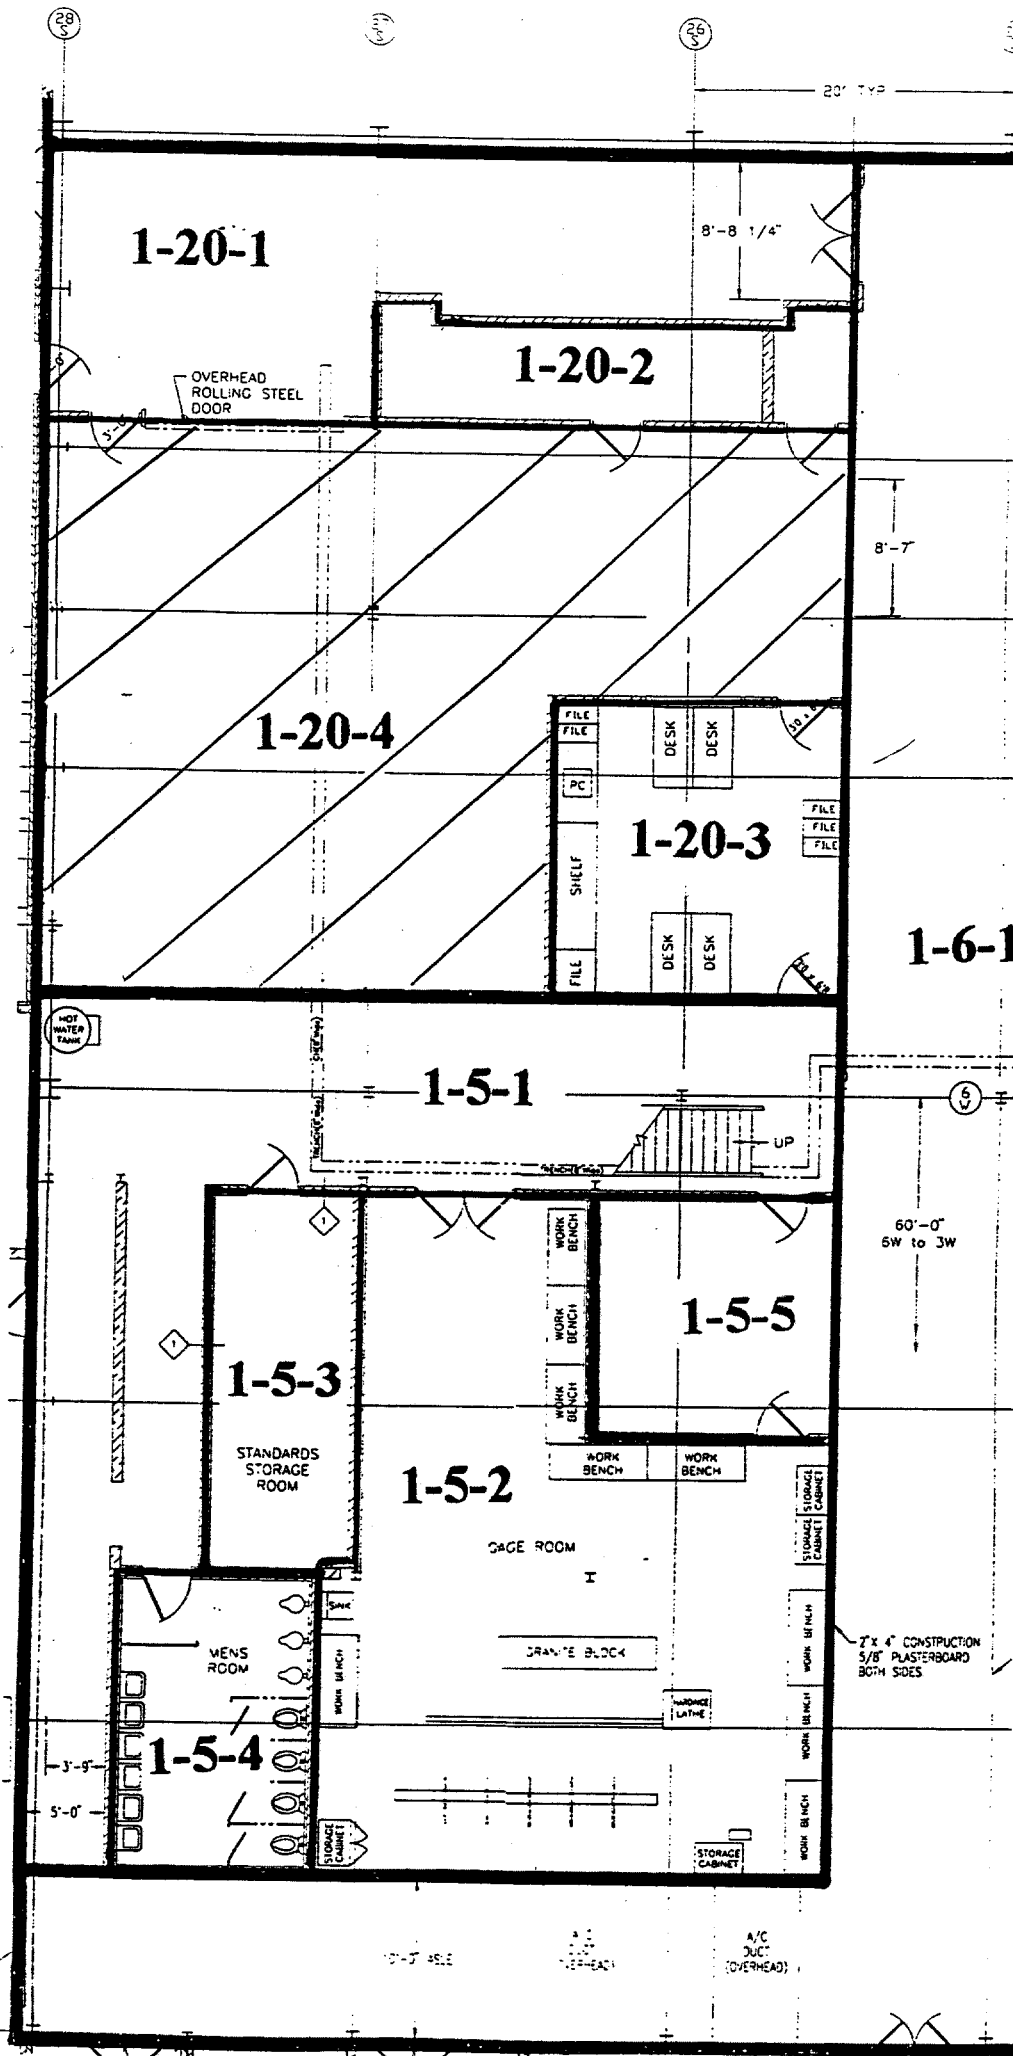 28
S
26
S
20' TYP
1-20-1
8'-8 1/4"
1-20-2
OVERHEAD
ROLLING STEEL
DOOR
8'-7"
1-20-4
FILE
FILE
DESK
DESK
PC
FILE
FILE
FILE
1-20-3
SHELF
1-6-1
FILE
DESK
DESK
HOT
WATER
TANK
1-5-1
6
W
UP
60'-0"
6W to 3W
1
WORK
BENCH
WORK
BENCH
WORK
BENCH
1-5-5
1
1-5-3
STANDARDS
STORAGE
ROOM
1-5-2
WORK
BENCH
WORK
BENCH
STORAGE
CABINET
STORAGE
CABINET
GAGE ROOM
SINK
MENS
ROOM
WORK BENCH
GRANITE BLOCK
WORK BENCH
2" X 4" CONSTRUCTION
5/8" PLASTERBOARD
BOTH SIDES
HARDINGE
LATHE
WORK BENCH
1-5-4
3'-9"
5'-0"
STORAGE
CABINET
WORK BENCH
STORAGE
CABINET
A/C
DUCT
(OVERHEAD)